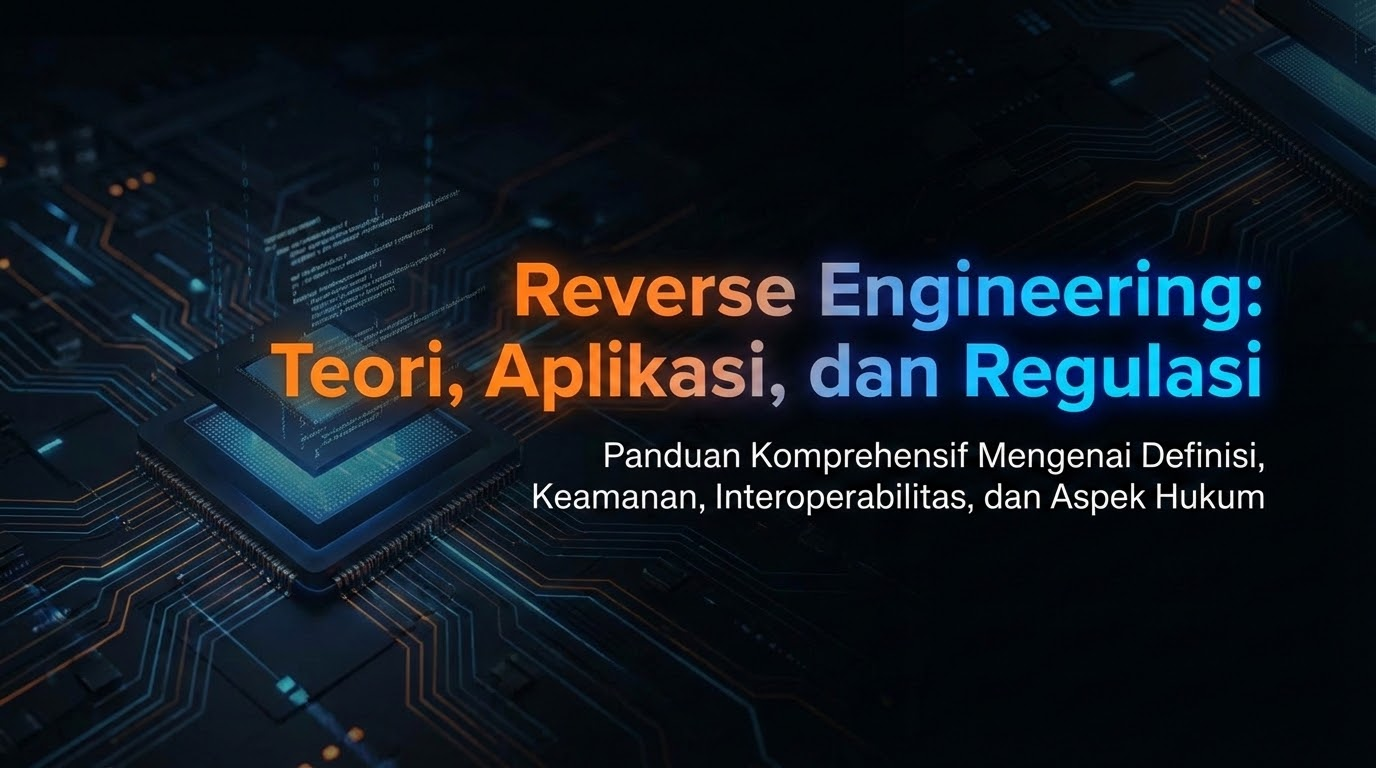 Reverse Engineering:
Teori, Aplikasi, dan Regulasi
Panduan Komprehensif Mengenai Definisi,
Keamanan, Interoperabilitas, dan Aspek Hukum